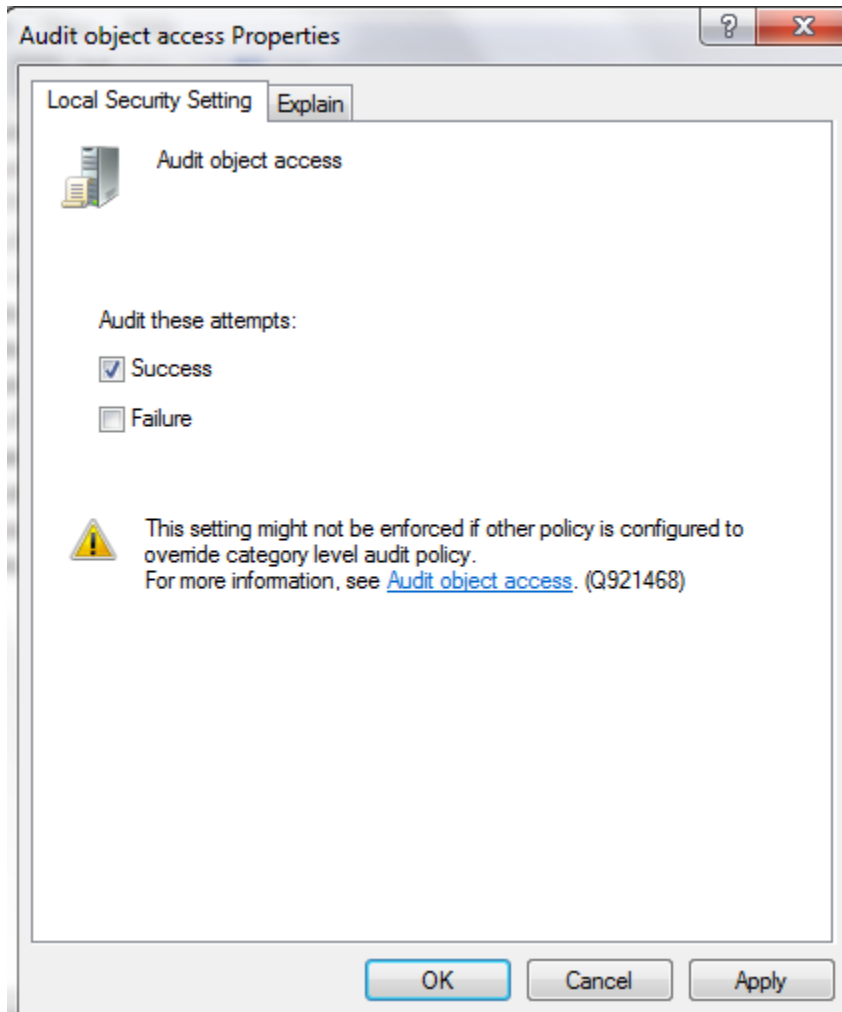 Audit object access Properties
Local Security Setting
Explain
Audit object access
Audit these attempts:
Success
Failure
This setting might not be enforced if other policy is configured to
override category level audit policy.
For more information, see Audit object access. (Q921468)
OK
Cancel
Apply